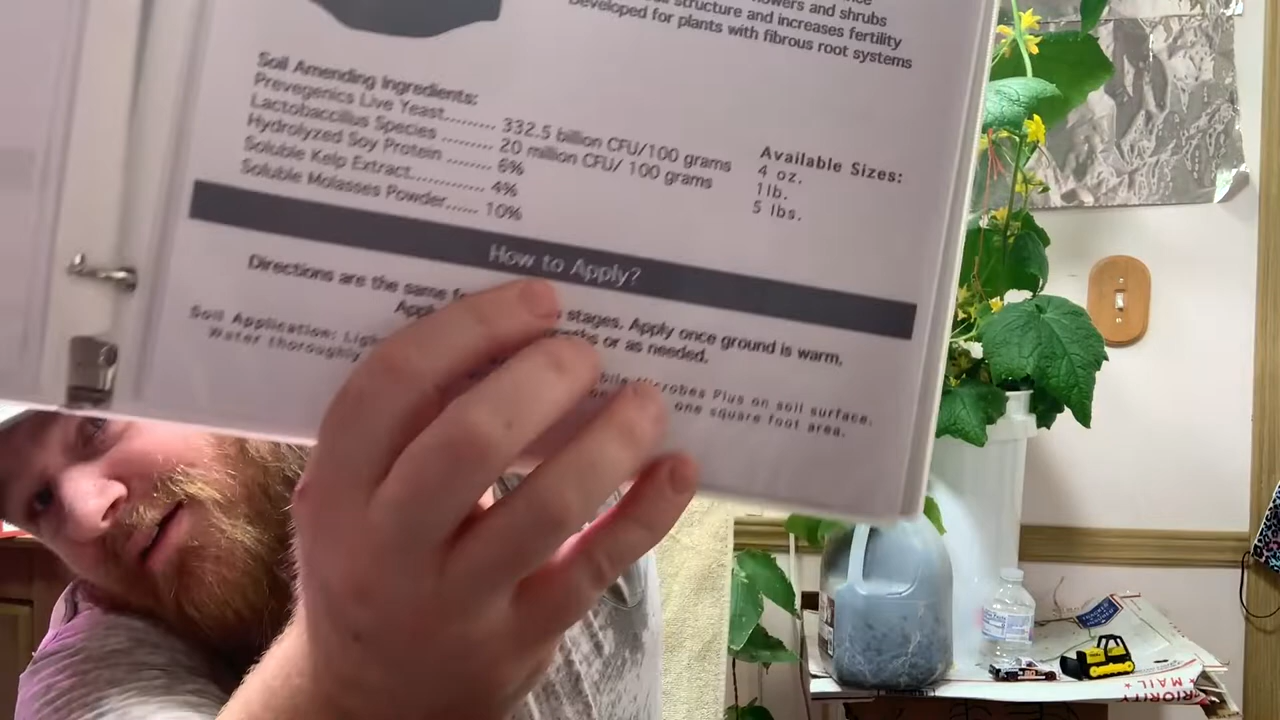 flowers and shrubs
structure and increases fertility
Developed for plants with fibrous root systems
Soil Amending Ingredients:
Prevegenics Live Yeast......... 332.5 billion CFU/100 grams
Lactobaccillus Species ......... 20 million CFU/ 100 grams
Hydrolyzed Soy Protein ........ 6%
Soluble Kelp Extract............. 4%
Soluble Molasses Powder...... 10%
Available Sizes:
4 oz.
1lb.
5 lbs.
How to Apply?
Directions are the same stages. Apply once ground is warm.
or as needed.
Soil Application: Microbes Plus on soil surface.
Water thoroughly one square foot area.
PRIORITY
MAIL